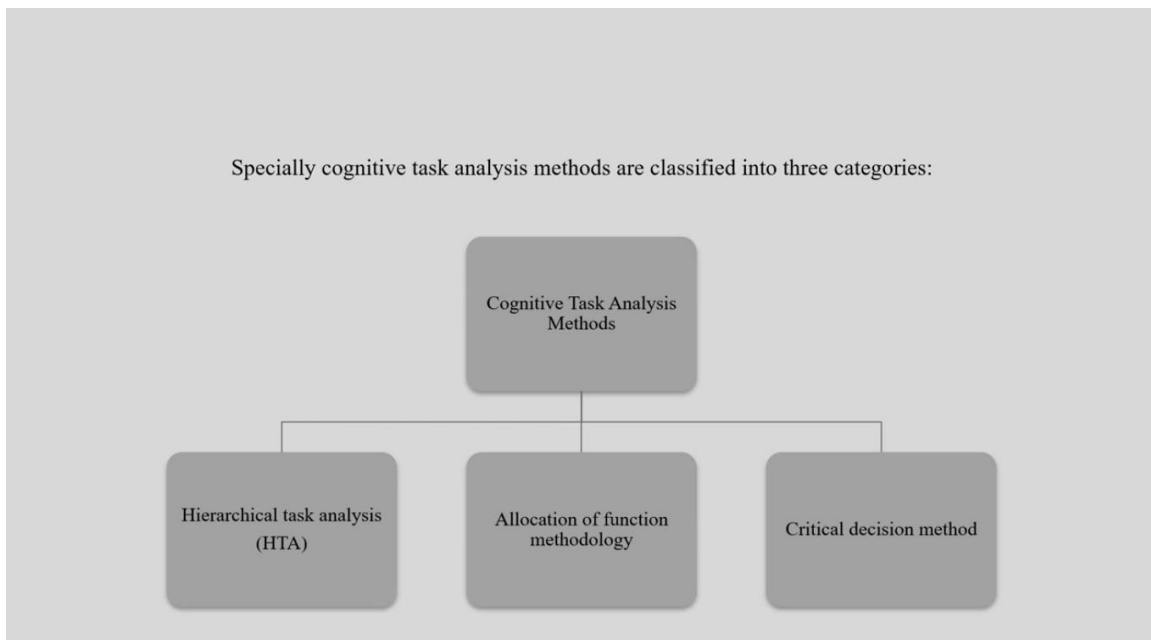 Specially cognitive task analysis methods are classified into three categories:
Cognitive Task Analysis
Methods
Hierarchical task analysis
(HTA)
Allocation of function
methodology
Critical decision method